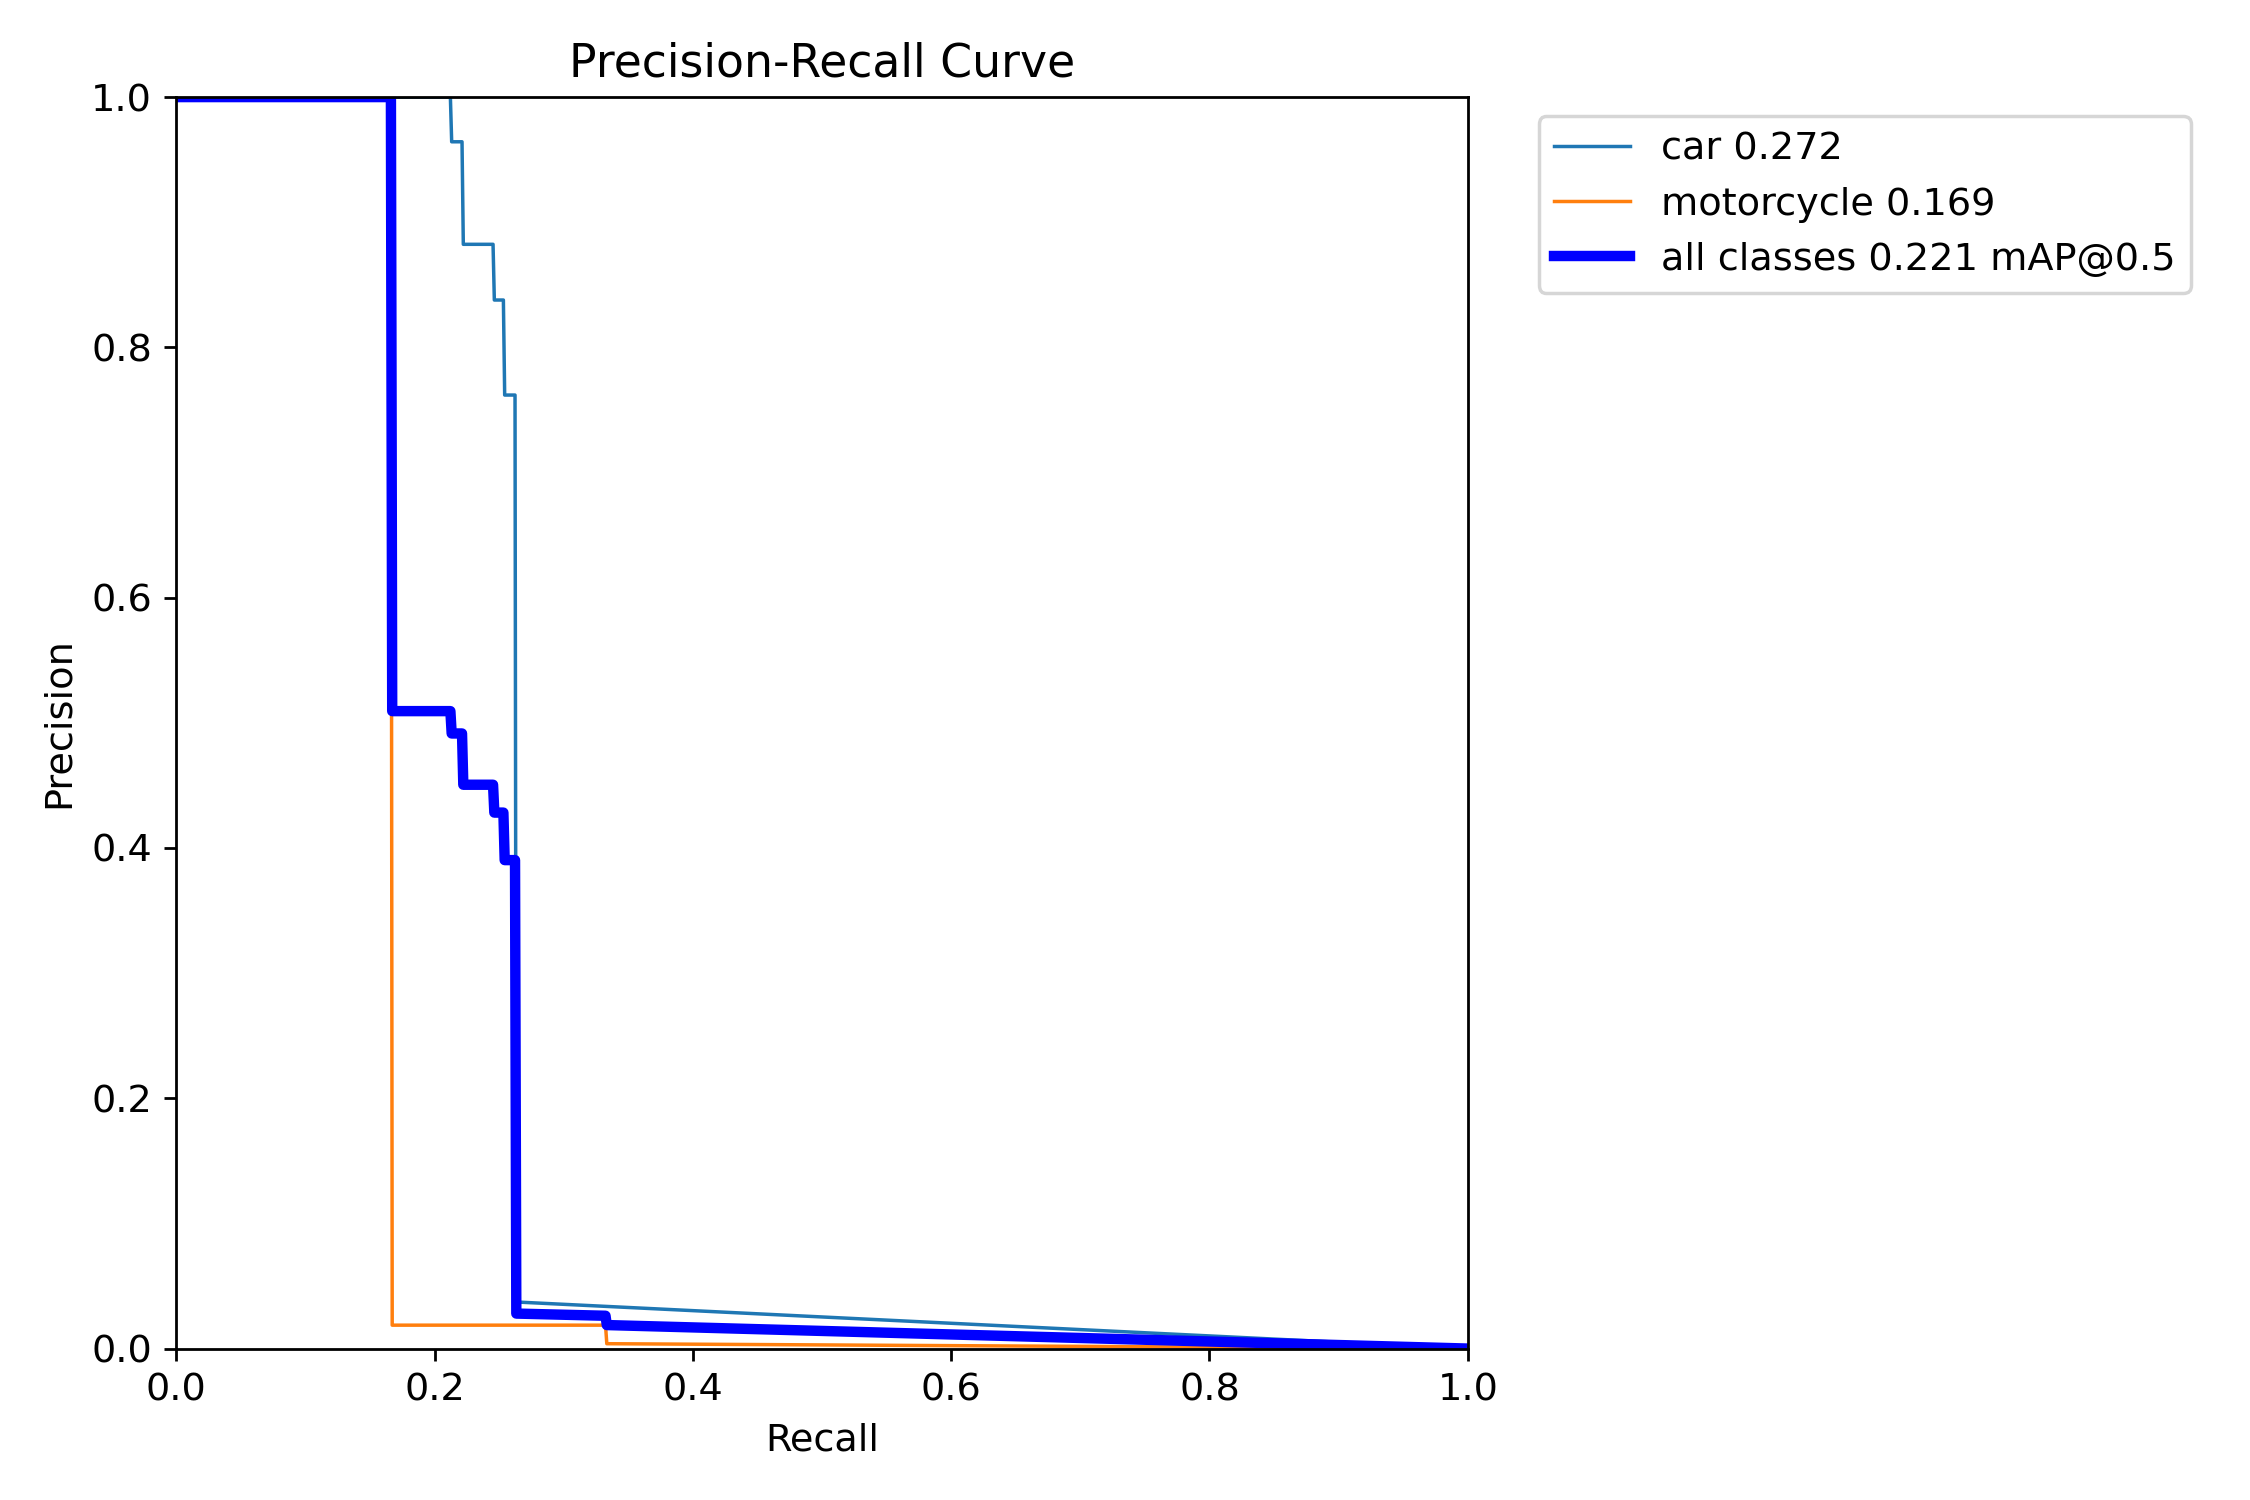 Precision-Recall Curve
1.0
0.8
0.6
0.4
0.2
0.0
Precision
0.0 0.2 0.4 0.6 0.8 1.0
Recall
car 0.272
motorcycle 0.169
all classes 0.221 mAP@0.5